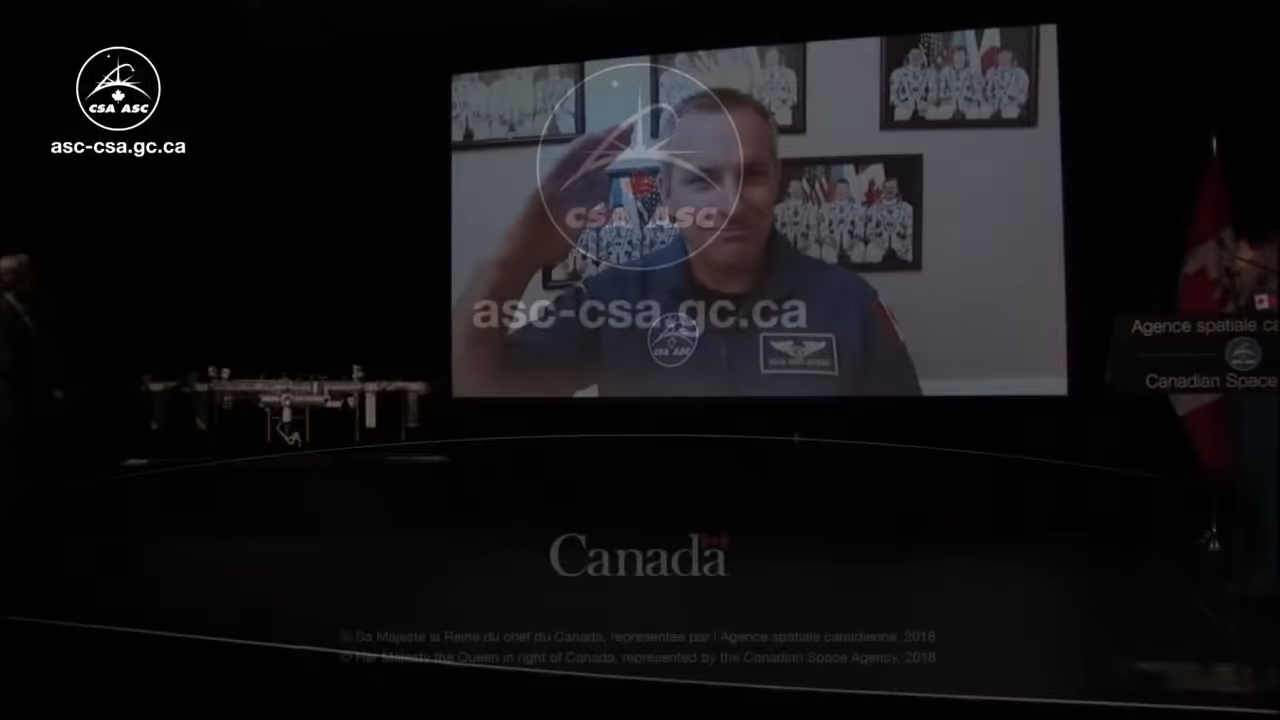 CSA ASC
asc-csa.gc.ca
CSA ASC
asc-csa.gc.ca
CSA ASC
Agence spatiale ca
Canadian Space
Canada
© Sa Majesté la Reine du chef du Canada, représentée par l'Agence spatiale canadienne, 2018
© Her Majesty the Queen in right of Canada, represented by the Canadian Space Agency, 2018